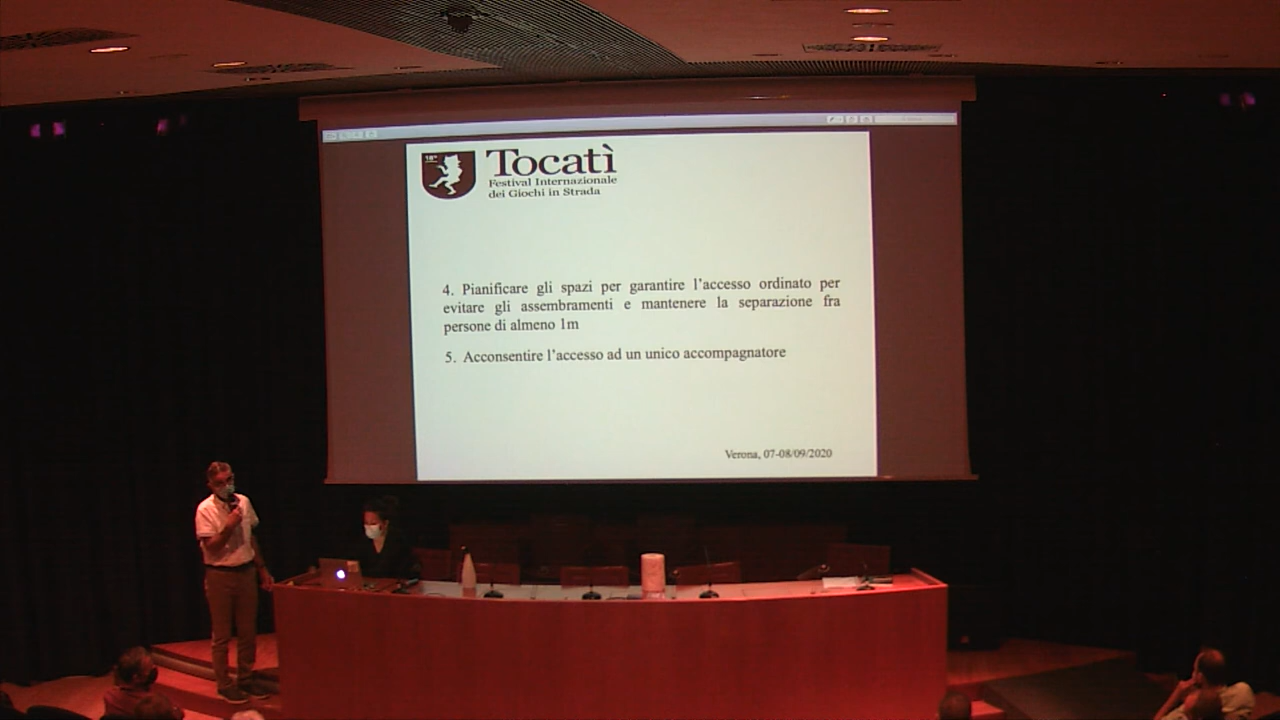 18°
Tocatì
Festival Internazionale
dei Giochi in Strada
4. Pianificare gli spazi per garantire l'accesso ordinato per
evitare gli assembramenti e mantenere la separazione fra
persone di almeno 1m
5. Acconsentire l'accesso ad un unico accompagnatore
Verona, 07-08/09/2020